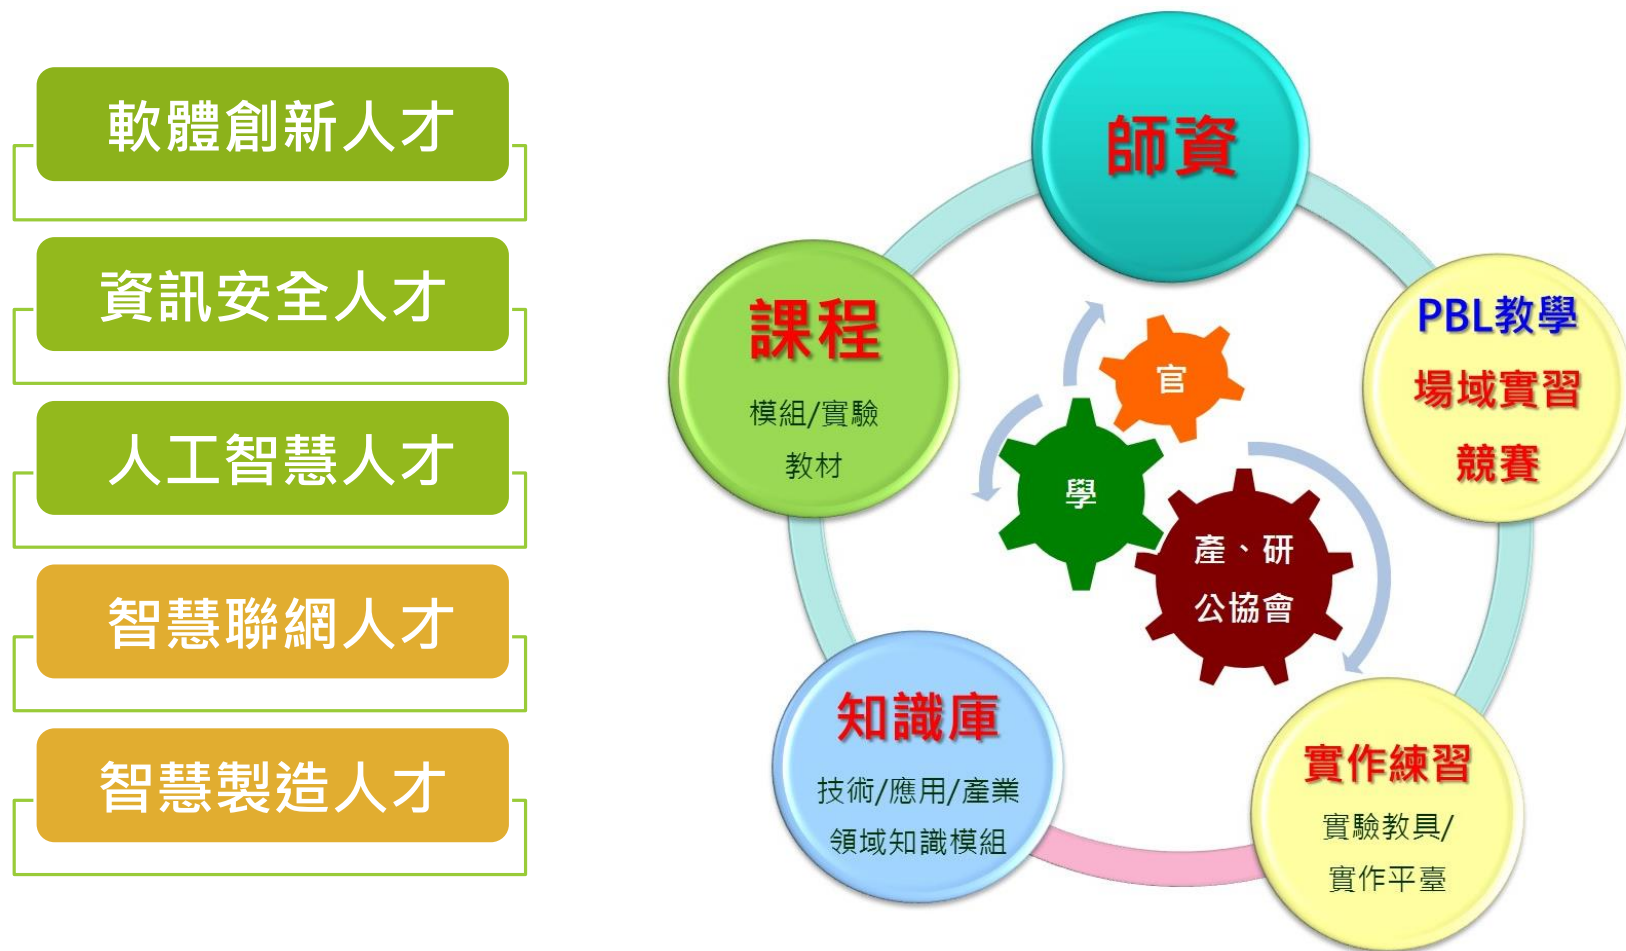 軟體創新人才
資訊安全人才
人工智慧人才
智慧聯網人才
智慧製造人才
師資
課程
模組/實驗
教材
PBL教學
場域實習
競賽
官
學
產、研
公協會
知識庫
技術/應用/產業
領域知識模組
實作練習
實驗教具/
實作平臺